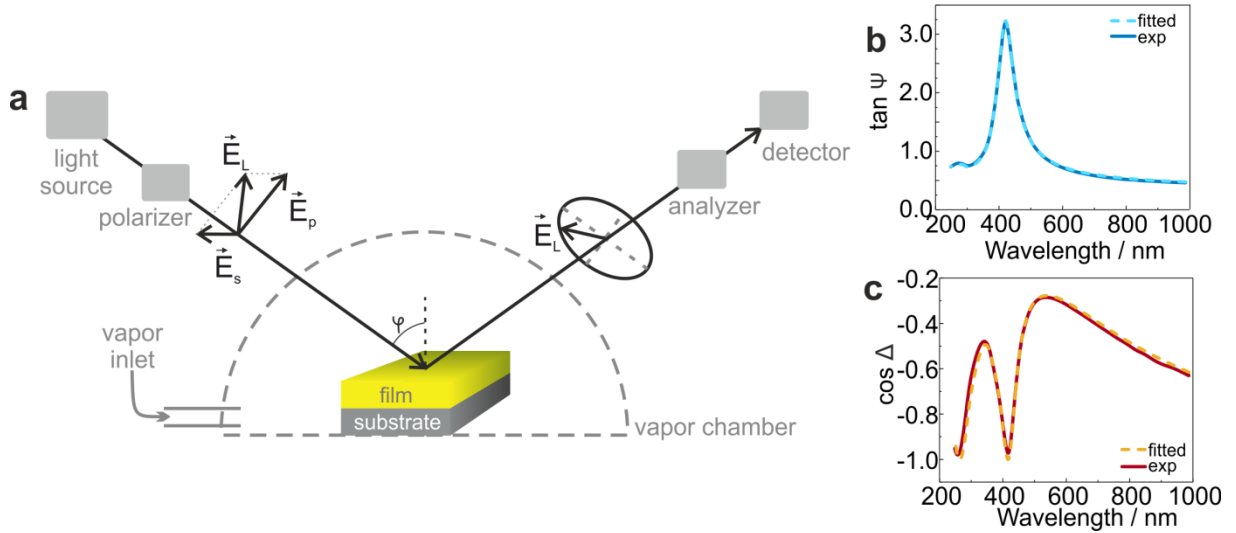 a
light
source
polarizer
E⃗L
E⃗p
E⃗s
φ
film
substrate
vapor
inlet
vapor chamber
E⃗L
analyzer
detector
b
tan Ψ
3.0
2.0
1.0
0.0
fitted
exp
200 400 600 800 1000
Wavelength / nm
c
cos Δ
-0.2
-0.4
-0.6
-0.8
-1.0
fitted
exp
200 400 600 800 1000
Wavelength / nm